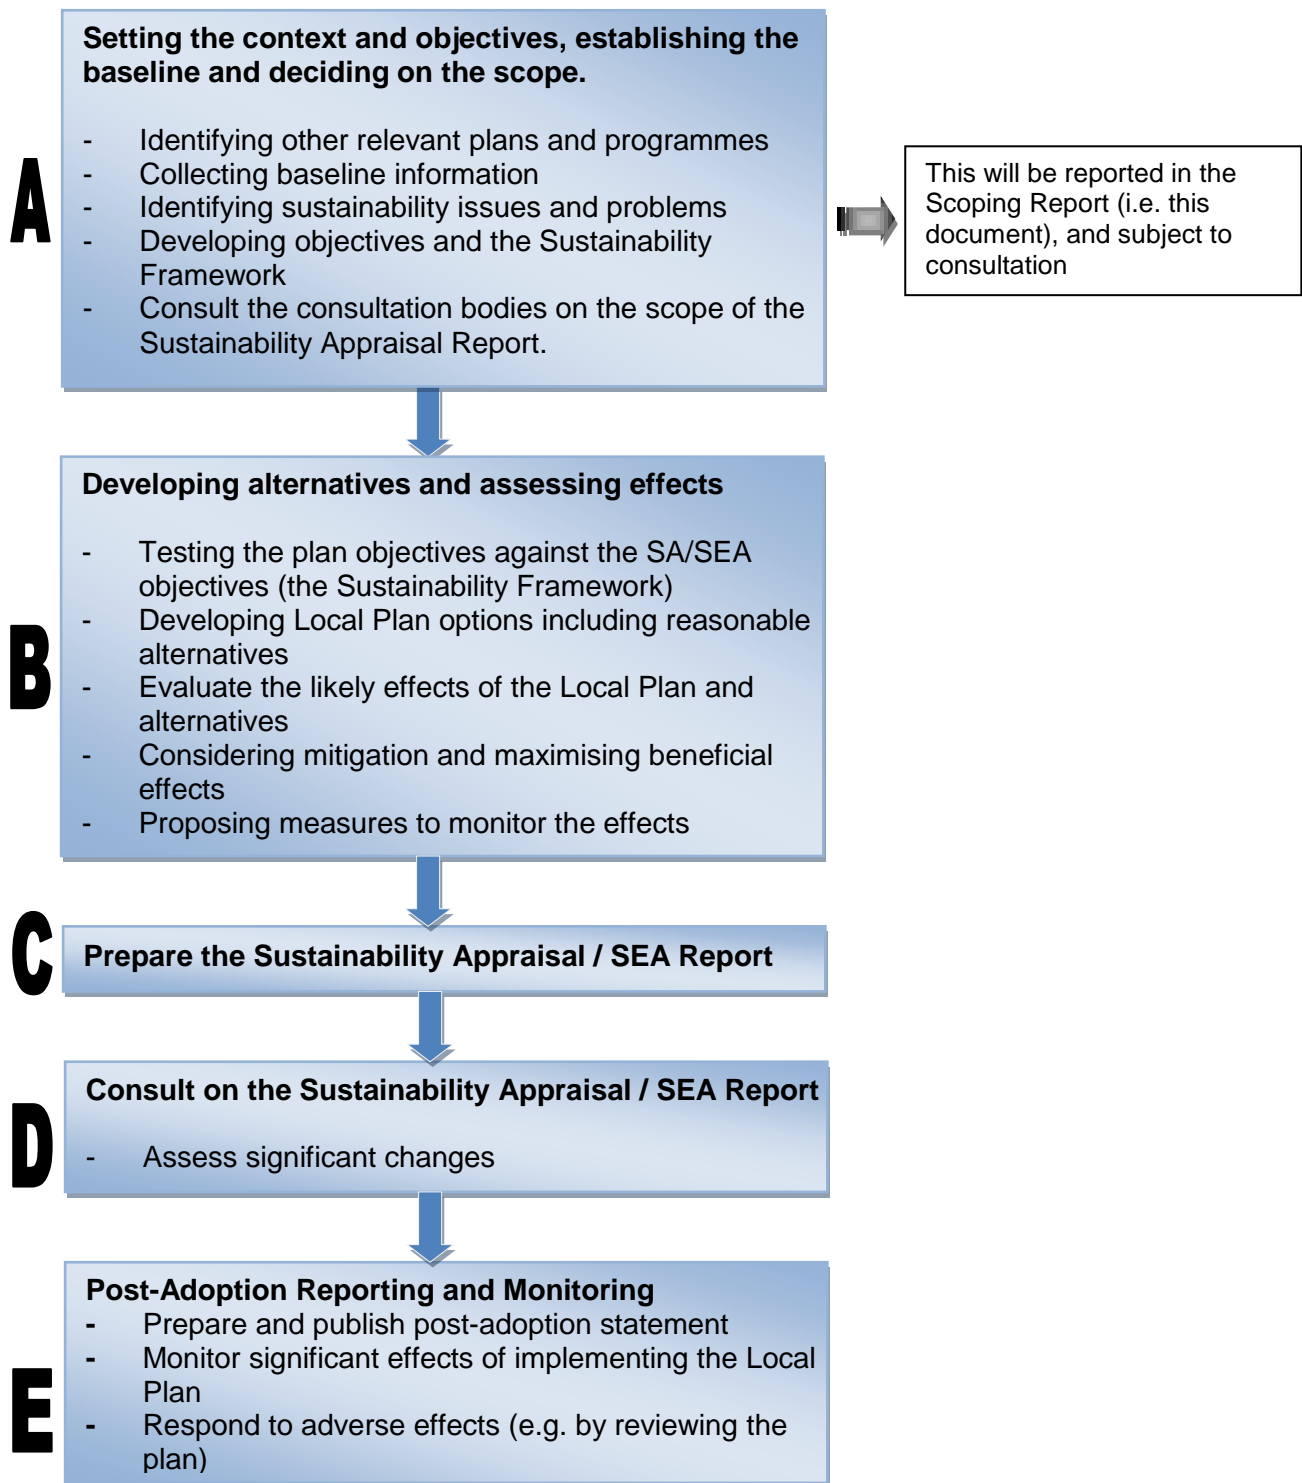 A
Setting the context and objectives, establishing the
baseline and deciding on the scope.
- Identifying other relevant plans and programmes
- Collecting baseline information
- Identifying sustainability issues and problems
- Developing objectives and the Sustainability
Framework
- Consult the consultation bodies on the scope of the
Sustainability Appraisal Report.
This will be reported in the
Scoping Report (i.e. this
document), and subject to
consultation
B
Developing alternatives and assessing effects
- Testing the plan objectives against the SA/SEA
objectives (the Sustainability Framework)
- Developing Local Plan options including reasonable
alternatives
- Evaluate the likely effects of the Local Plan and
alternatives
- Considering mitigation and maximising beneficial
effects
- Proposing measures to monitor the effects
C
Prepare the Sustainability Appraisal / SEA Report
D
Consult on the Sustainability Appraisal / SEA Report
- Assess significant changes
E
Post-Adoption Reporting and Monitoring
- Prepare and publish post-adoption statement
- Monitor significant effects of implementing the Local
Plan
- Respond to adverse effects (e.g. by reviewing the
plan)